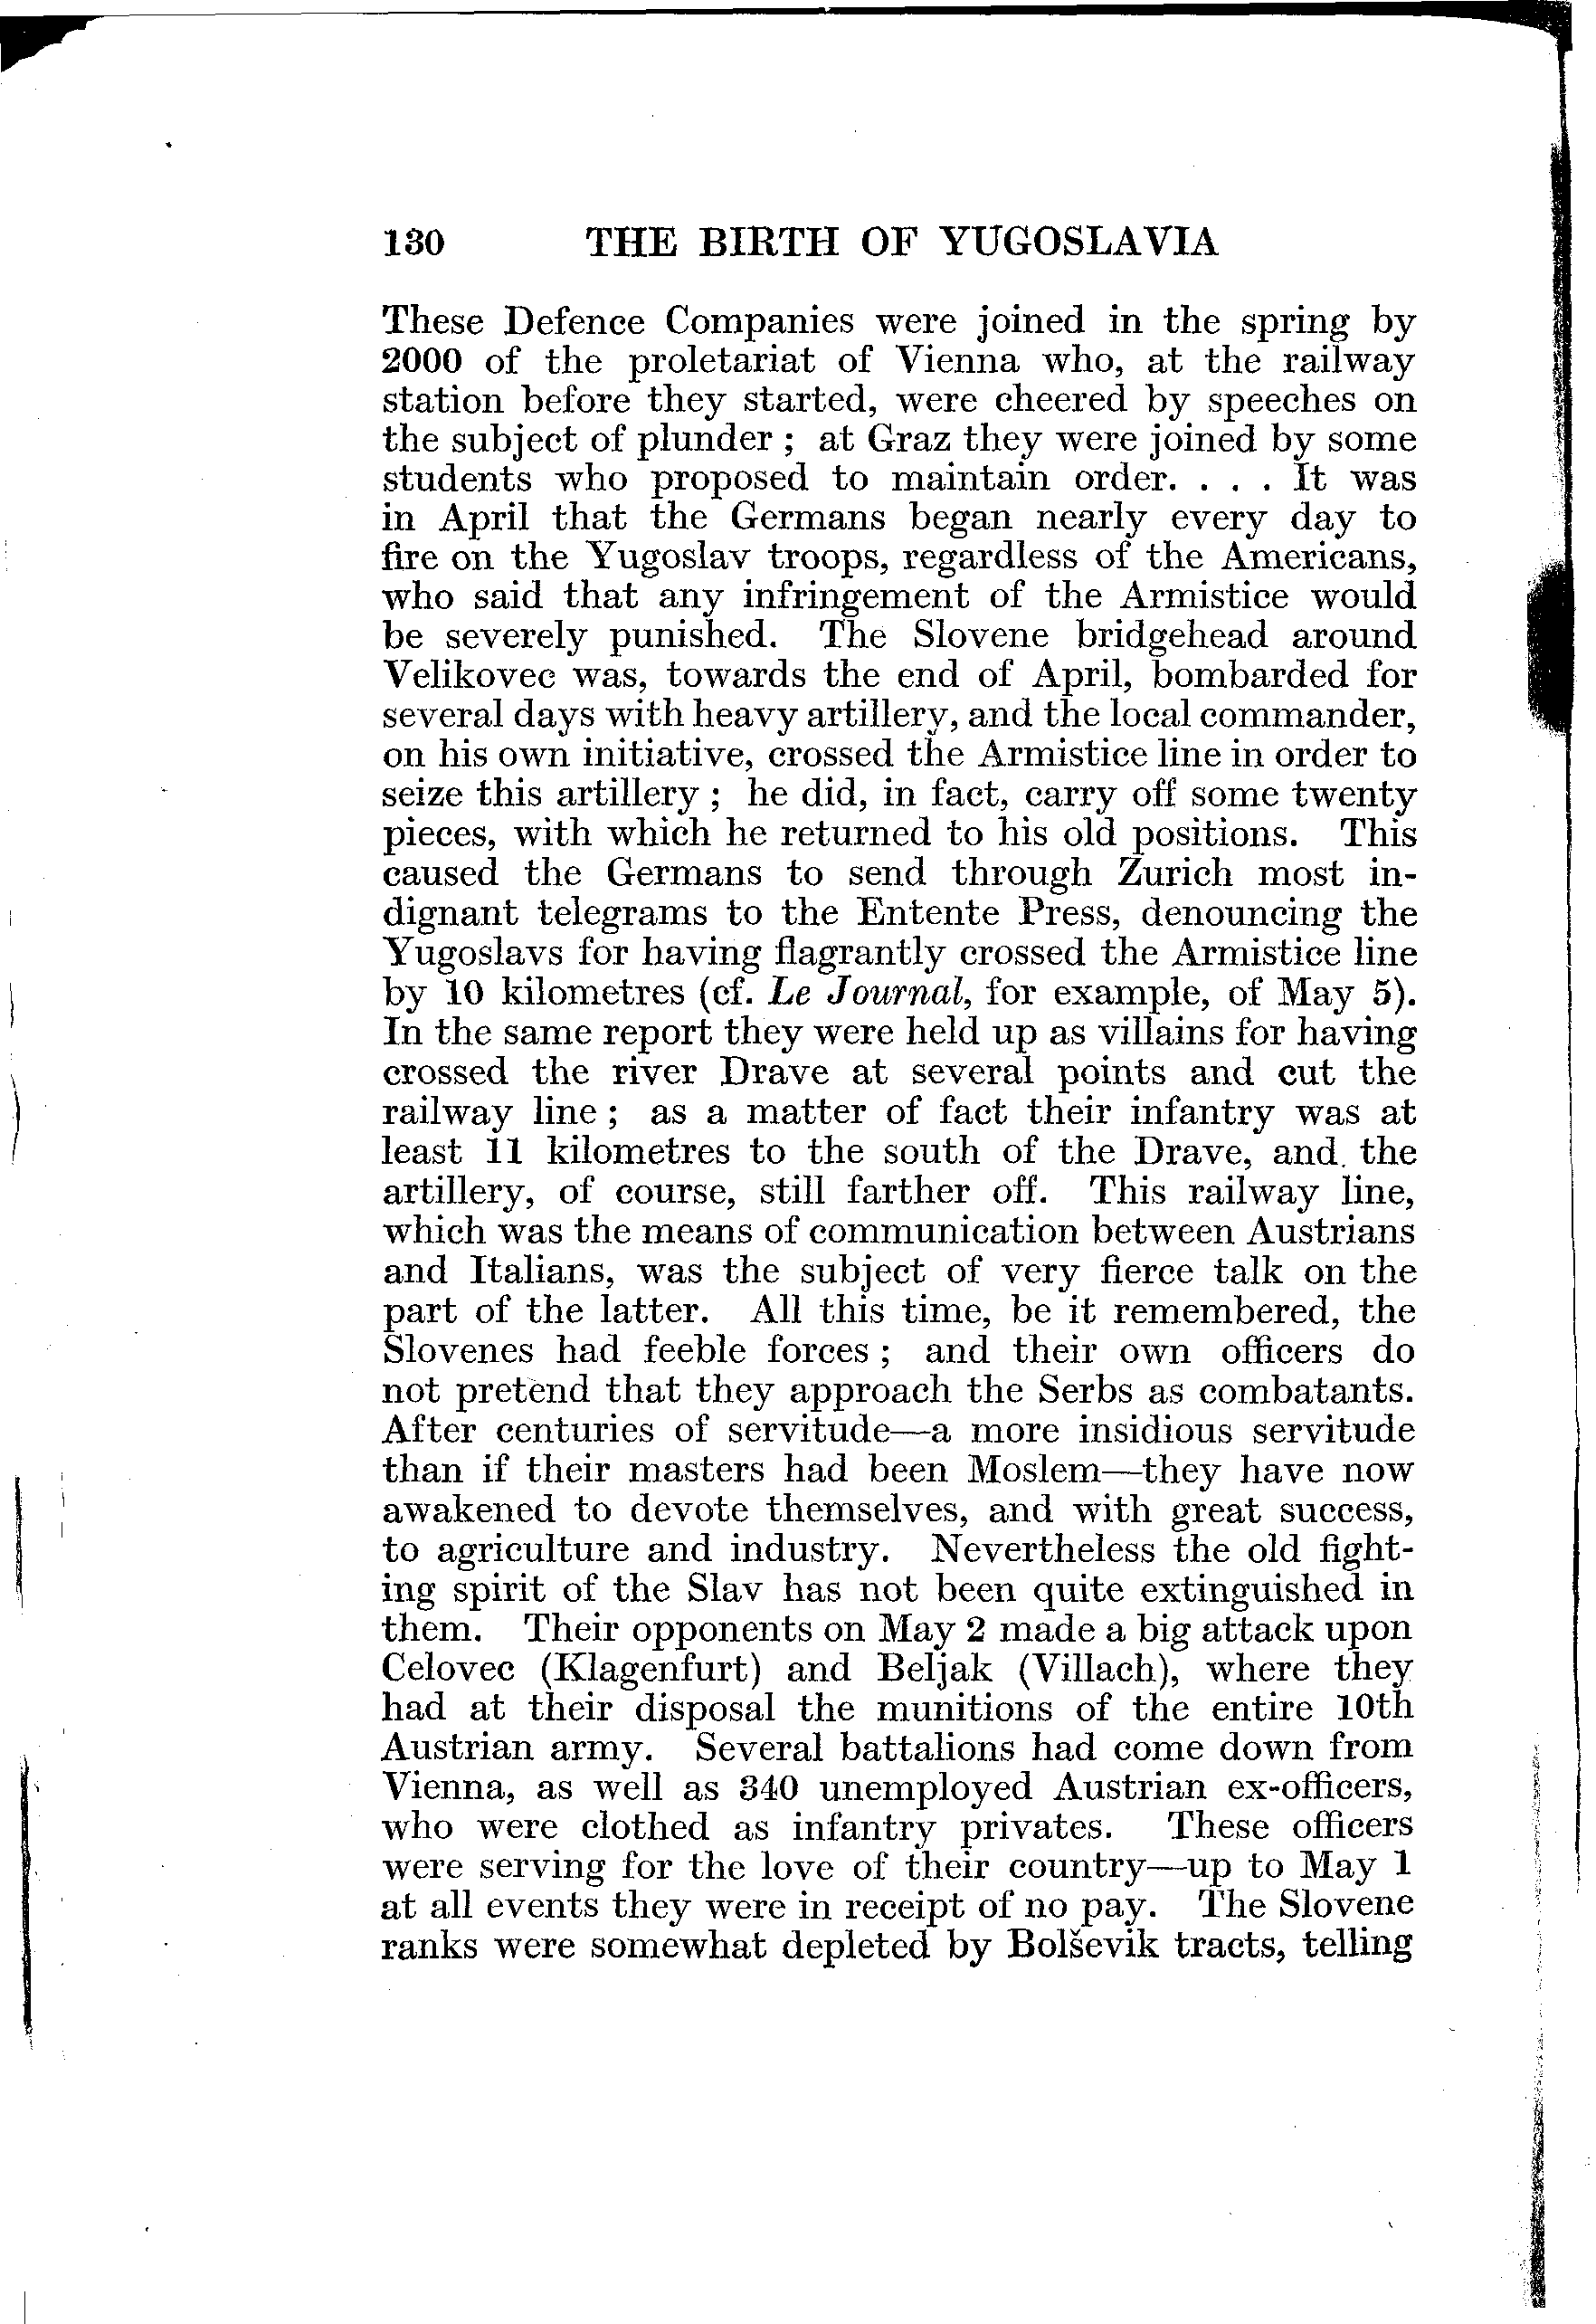 130 THE BIRTH OF YUGOSLAVIA
These Defence Companies were joined in the spring by
2000 of the proletariat of Vienna who, at the railway
station before they started, were cheered by speeches on
the subject of plunder ; at Graz they were joined by some
students who proposed to maintain order. . . . It was
in April that the Germans began nearly every day to
fire on the Yugoslav troops, regardless of the Americans,
who said that any infringement of the Armistice would
be severely punished. The Slovene bridgehead around
Velikovec was, towards the end of April, bombarded for
several days with heavy artillery, and the local commander,
on his own initiative, crossed the Armistice line in order to
seize this artillery ; he did, in fact, carry off some twenty
pieces, with which he returned to his old positions. This
caused the Germans to send through Zurich most in-
dignant telegrams to the Entente Press, denouncing the
Yugoslavs for having flagrantly crossed the Armistice line
by 10 kilometres (cf. Le Journal, for example, of May 5).
In the same report they were held up as villains for having
crossed the river Drave at several points and cut the
railway line ; as a matter of fact their infantry was at
least 11 kilometres to the south of the Drave, and the
artillery, of course, still farther off. This railway line,
which was the means of communication between Austrians
and Italians, was the subject of very fierce talk on the
part of the latter. All this time, be it remembered, the
Slovenes had feeble forces ; and their own officers do
not pretend that they approach the Serbs as combatants.
After centuries of servitude—a more insidious servitude
than if their masters had been Moslem—they have now
awakened to devote themselves, and with great success,
to agriculture and industry. Nevertheless the old fight-
ing spirit of the Slav has not been quite extinguished in
them. Their opponents on May 2 made a big attack upon
Celovec (Klagenfurt) and Beljak (Villach), where they
had at their disposal the munitions of the entire 10th
Austrian army. Several battalions had come down from
Vienna, as well as 340 unemployed Austrian ex-officers,
who were clothed as infantry privates. These officers
were serving for the love of their country—up to May 1
at all events they were in receipt of no pay. The Slovene
ranks were somewhat depleted by Bolševik tracts, telling